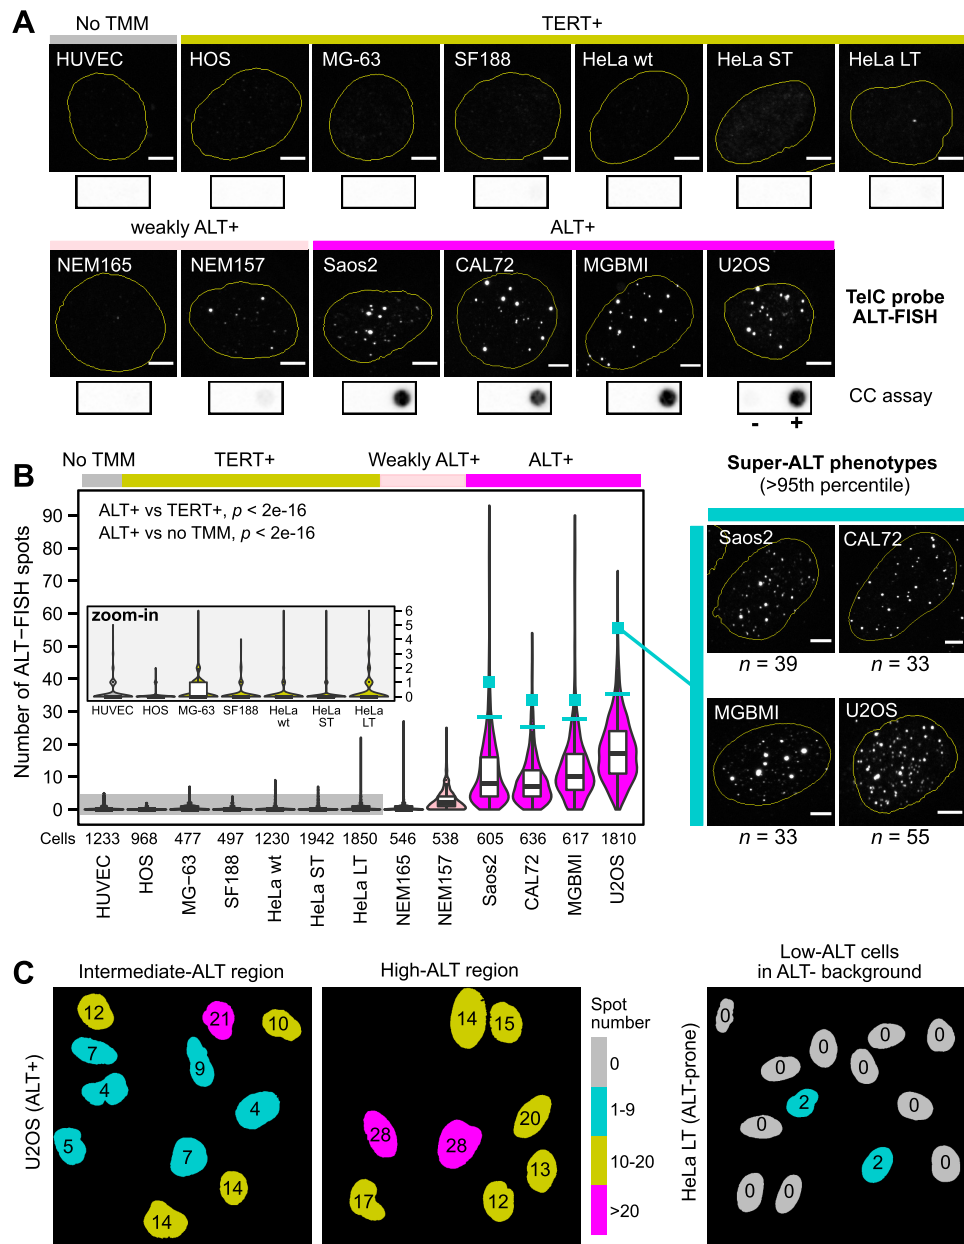 A
No TMM
TERT+
HUVEC
HOS
MG-63
SF188
HeLa wt
HeLa ST
HeLa LT
weakly ALT+
ALT+
NEM165
NEM157
Saos2
CAL72
MGBMI
U2OS
TelC probe
ALT-FISH
CC assay
- +
B
No TMM
TERT+
Weakly ALT+
ALT+
ALT+ vs TERT+, p < 2e-16
ALT+ vs no TMM, p < 2e-16
Number of ALT−FISH spots
90
80
70
60
50
40
30
20
10
0
zoom-in
6
5
4
3
2
1
0
HUVEC
HOS
MG-63
SF188
HeLa
wt
HeLa
ST
HeLa
LT
Cells 1233 968 477 497 1230 1942 1850 546 538 605 636 617 1810
HUVEC
HOS
MG−63
SF188
HeLa wt
HeLa ST
HeLa LT
NEM165
NEM157
Saos2
CAL72
MGBMI
U2OS
Super-ALT phenotypes
(>95th percentile)
Saos2
CAL72
n = 39
n = 33
MGBMI
U2OS
n = 33
n = 55
C
Intermediate-ALT region
High-ALT region
Low-ALT cells
in ALT- background
U2OS (ALT+)
12
21
10
7
9
4
4
5
7
14
14
14
15
28
28
20
13
17
12
Spot
number
0
1-9
10-20
>20
HeLa LT (ALT-prone)
0
0
0
0
0
0
2
0
2
0
0
0